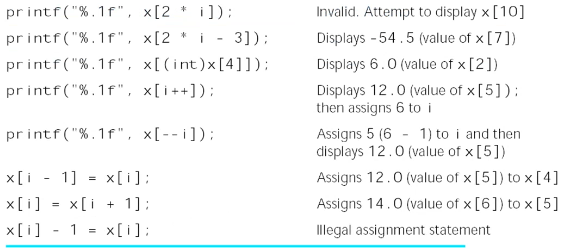 printf("%.1f", x[2 * i]); Invalid. Attempt to display x[10]
printf("%.1f", x[2 * i - 3]); Displays -54.5 (value of x[7])
printf("%.1f", x[(int)x[4]]); Displays 6.0 (value of x[2])
printf("%.1f", x[i++]); Displays 12.0 (value of x[5]);
then assigns 6 to i
printf("%.1f", x[--i]); Assigns 5 (6 - 1) to i and then
displays 12.0 (value of x[5])
x[i - 1] = x[i]; Assigns 12.0 (value of x[5]) to x[4]
x[i] = x[i + 1]; Assigns 14.0 (value of x[6]) to x[5]
x[i] - 1 = x[i]; Illegal assignment statement